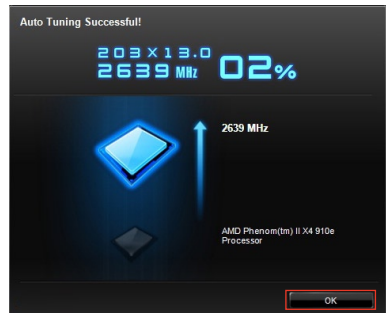 Auto Tuning Successful!
203X13.0
2639 MHz 02%
2639 MHz
AMD Phenom(tm) II X4 910e
Processor
OK